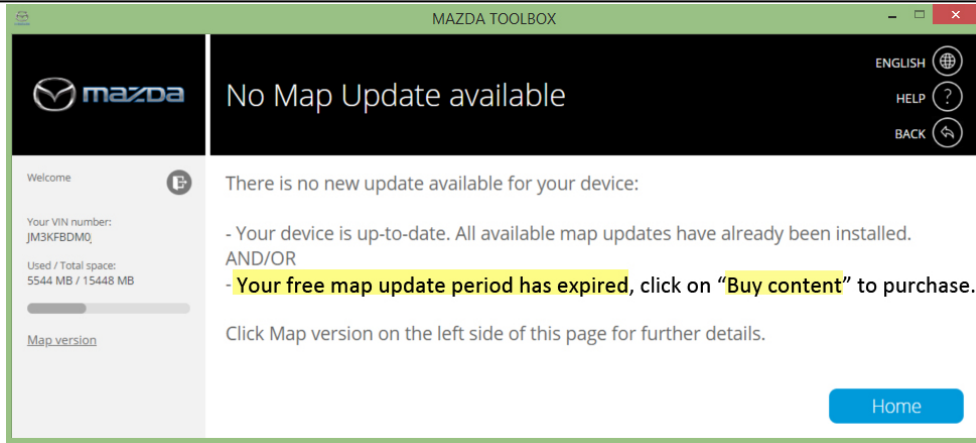 MAZDA TOOLBOX
mazda
No Map Update available
ENGLISH
HELP ?
BACK
Welcome
Your VIN number:
JM3KFBDM0
Used / Total space:
5544 MB / 15448 MB
Map version
There is no new update available for your device:
- Your device is up-to-date. All available map updates have already been installed.
AND/OR
- Your free map update period has expired, click on “Buy content” to purchase.
Click Map version on the left side of this page for further details.
Home